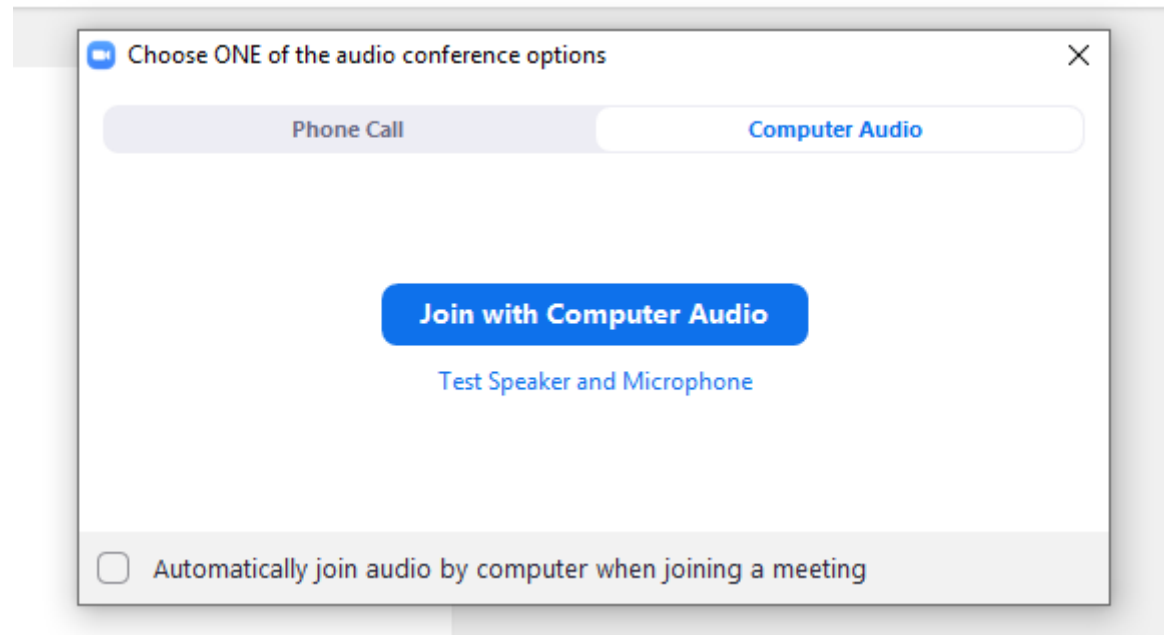 Choose ONE of the audio conference options
Phone Call
Computer Audio
Join with Computer Audio
Test Speaker and Microphone
Automatically join audio by computer when joining a meeting